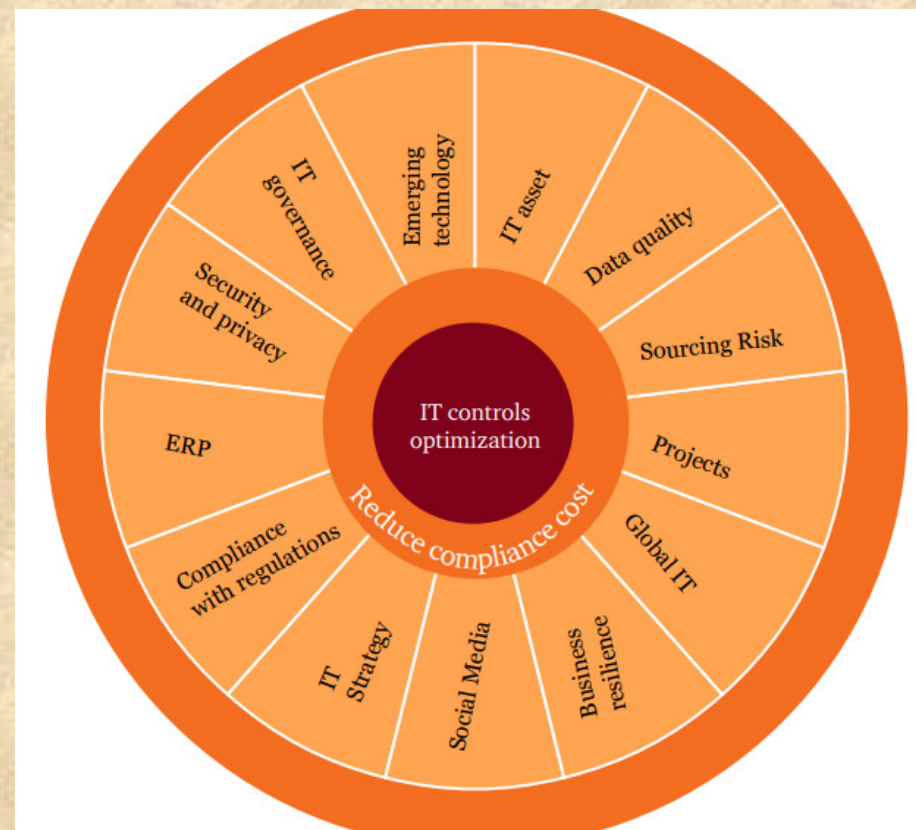 IT controls
optimization
Reduce compliance cost
Emerging
technology
IT asset
Data quality
Sourcing Risk
Projects
Global IT
Business
resilience
Social Media
IT
Strategy
Compliance
with regulations
ERP
Security
and privacy
IT
governance